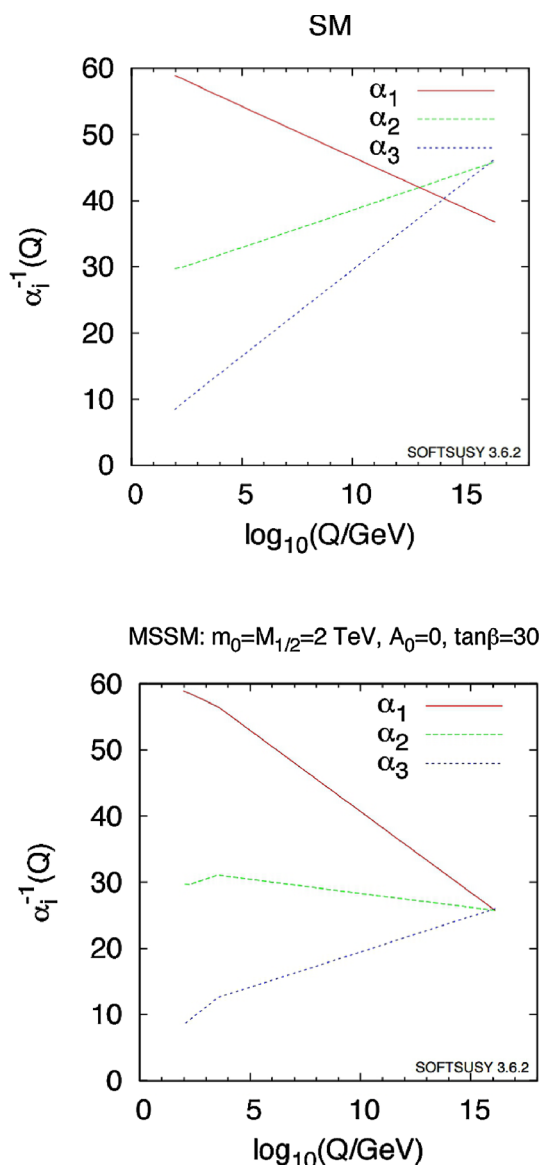 SM
60
50
40
30
20
10
0
α₁
α₂
α₃
αᵢ⁻¹(Q)
SOFTSUSY 3.6.2
0 5 10 15
log₁₀(Q/GeV)
MSSM: m₀=M₁/₂=2 TeV, A₀=0, tanβ=30
60
50
40
30
20
10
0
α₁
α₂
α₃
αᵢ⁻¹(Q)
SOFTSUSY 3.6.2
0 5 10 15
log₁₀(Q/GeV)